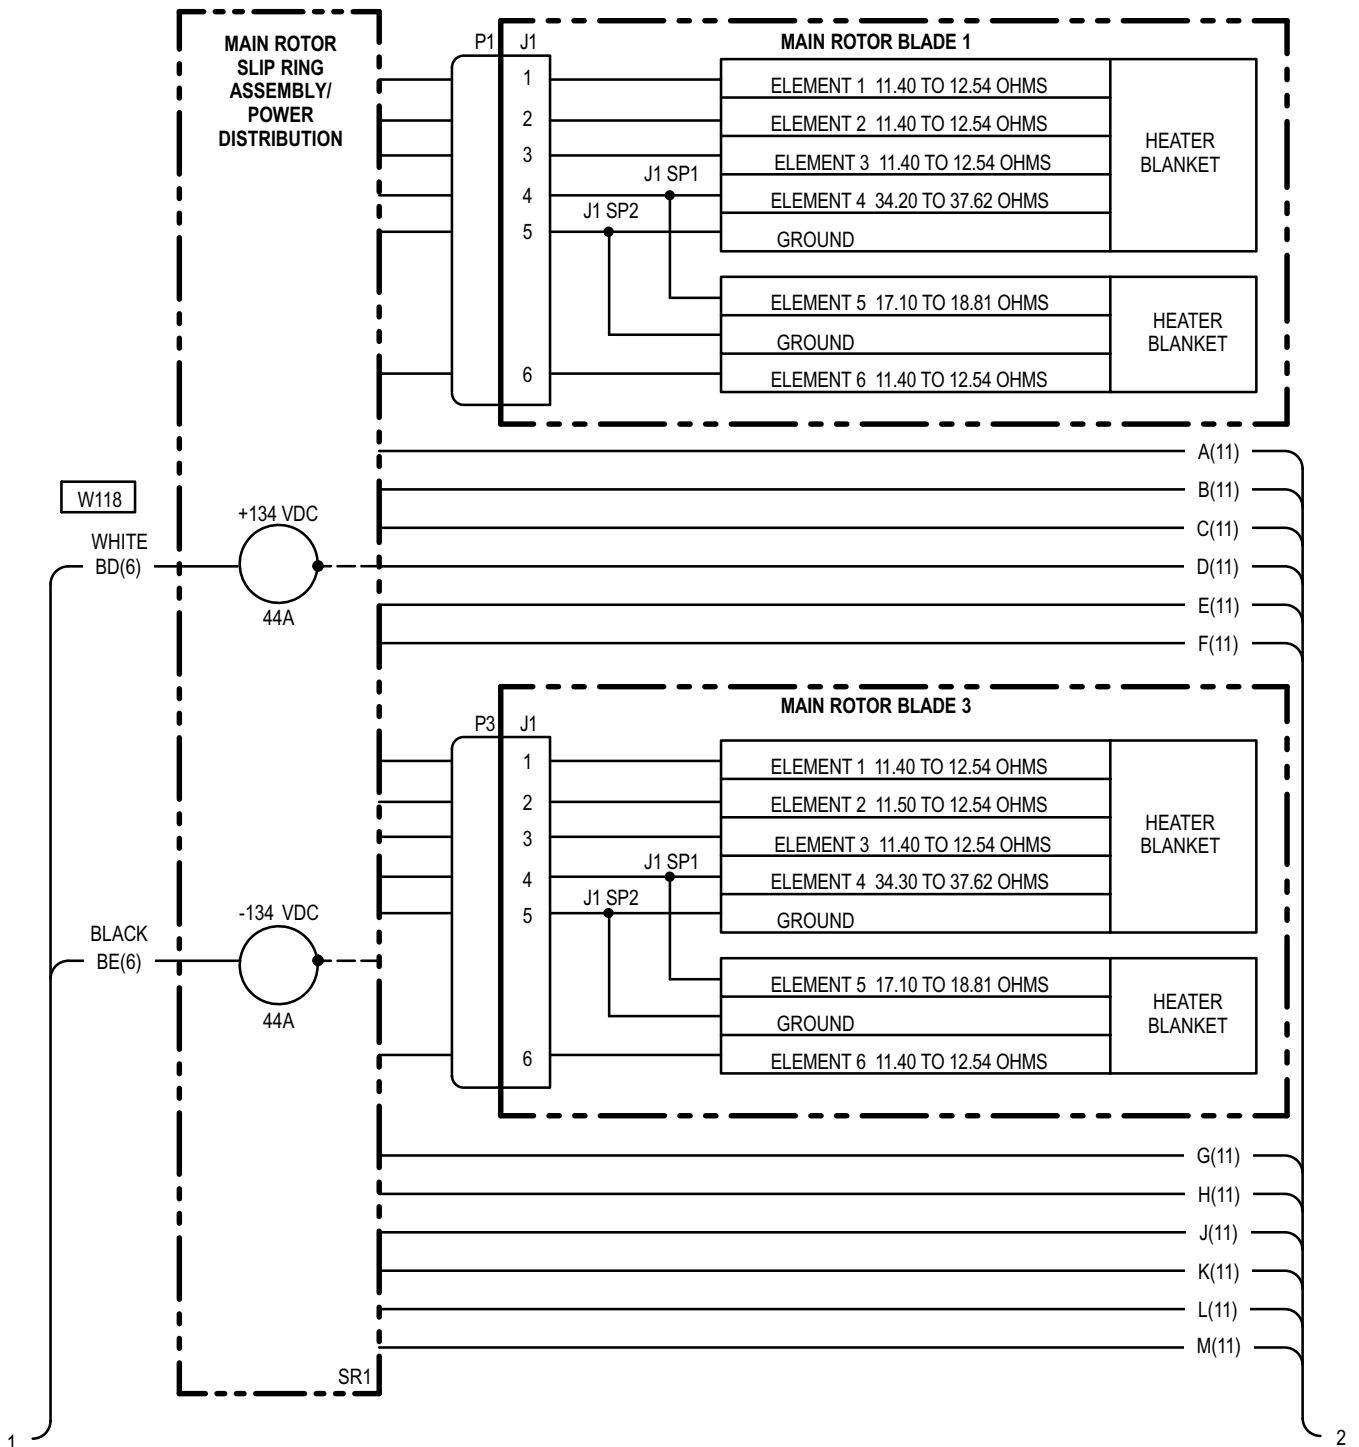 MAIN ROTOR
SLIP RING
ASSEMBLY/
POWER
DISTRIBUTION
P1 J1
MAIN ROTOR BLADE 1
1
ELEMENT 1 11.40 TO 12.54 OHMS
2
ELEMENT 2 11.40 TO 12.54 OHMS
3
ELEMENT 3 11.40 TO 12.54 OHMS
J1 SP1
4
ELEMENT 4 34.20 TO 37.62 OHMS
J1 SP2
5
GROUND
HEATER
BLANKET
ELEMENT 5 17.10 TO 18.81 OHMS
GROUND
6
ELEMENT 6 11.40 TO 12.54 OHMS
HEATER
BLANKET
A(11)
B(11)
C(11)
D(11)
E(11)
F(11)
W118
WHITE
BD(6)
+134 VDC
44A
P3 J1
MAIN ROTOR BLADE 3
1
ELEMENT 1 11.40 TO 12.54 OHMS
2
ELEMENT 2 11.50 TO 12.54 OHMS
3
ELEMENT 3 11.40 TO 12.54 OHMS
J1 SP1
4
ELEMENT 4 34.30 TO 37.62 OHMS
J1 SP2
5
GROUND
HEATER
BLANKET
BLACK
BE(6)
-134 VDC
44A
ELEMENT 5 17.10 TO 18.81 OHMS
GROUND
6
ELEMENT 6 11.40 TO 12.54 OHMS
HEATER
BLANKET
G(11)
H(11)
J(11)
K(11)
L(11)
M(11)
SR1
1
2